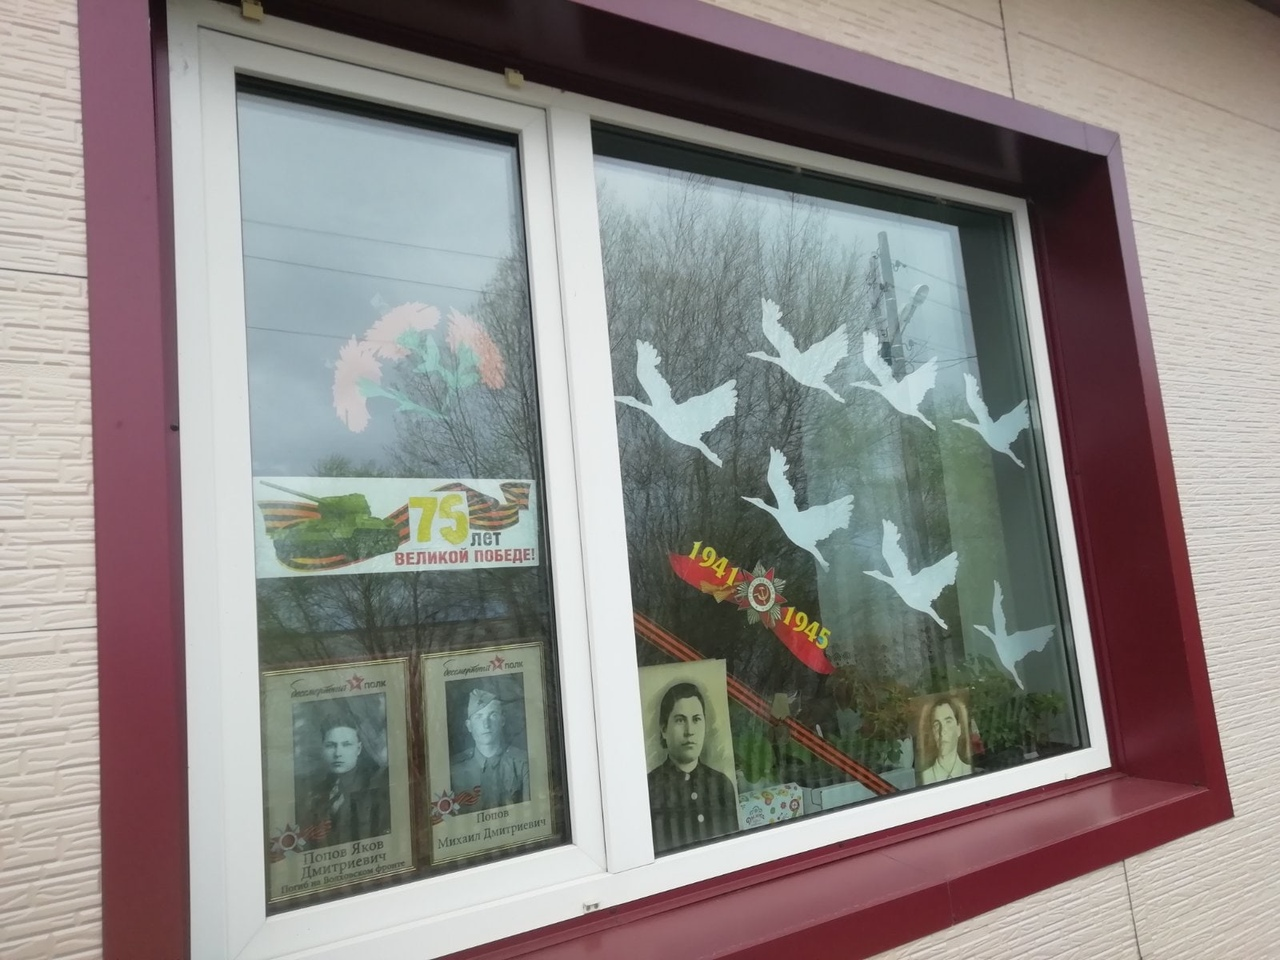 75
лет
ВЕЛИКОЙ ПОБЕДЕ!
1941
1945
бессмертный полк
Попов Яков
Дмитриевич
Погиб на Волховском фронте
бессмертный полк
Попов
Михаил Дмитриевич